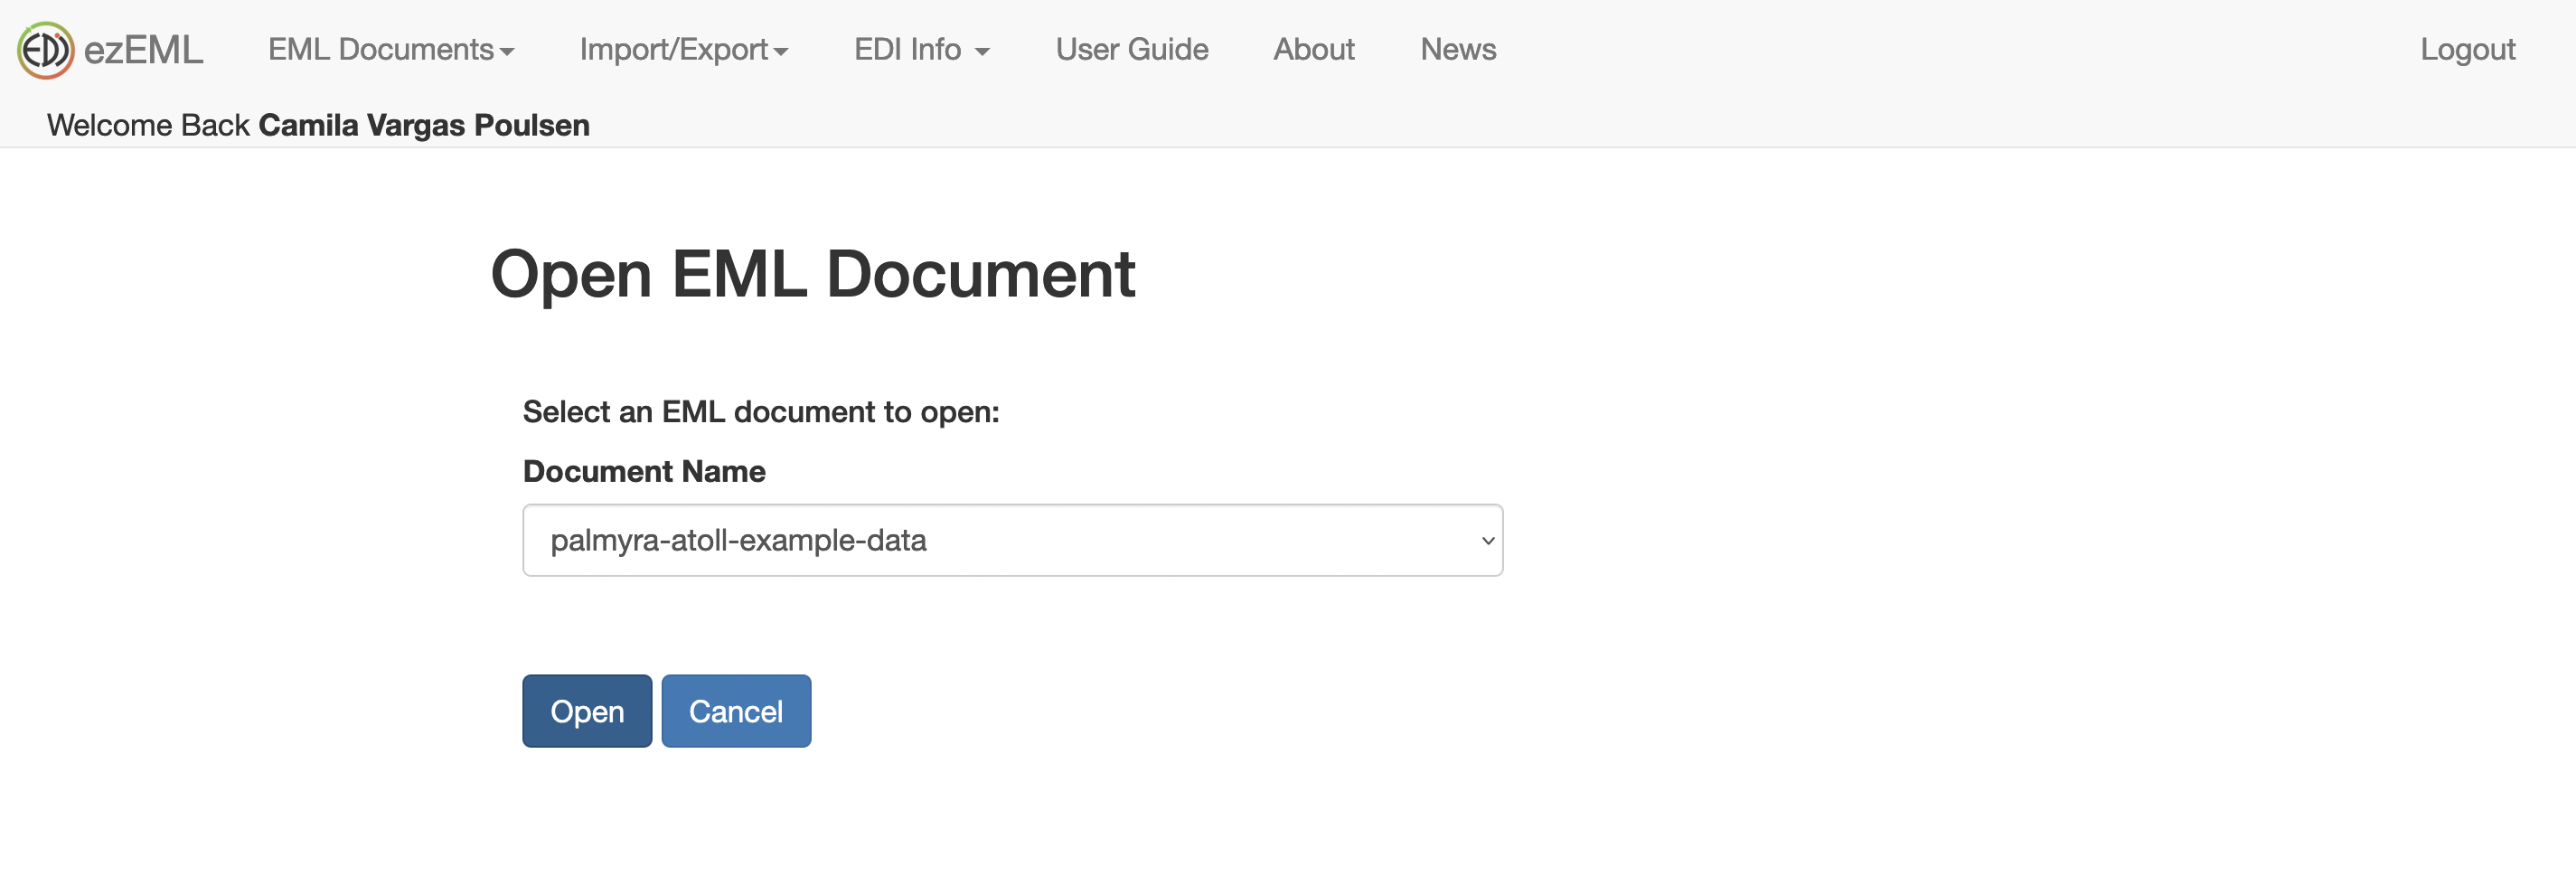 EDI ezEML EML Documents Import/Export EDI Info User Guide About News Logout
Welcome Back Camila Vargas Poulsen
Open EML Document
Select an EML document to open:
Document Name
palmyra-atoll-example-data
Open Cancel